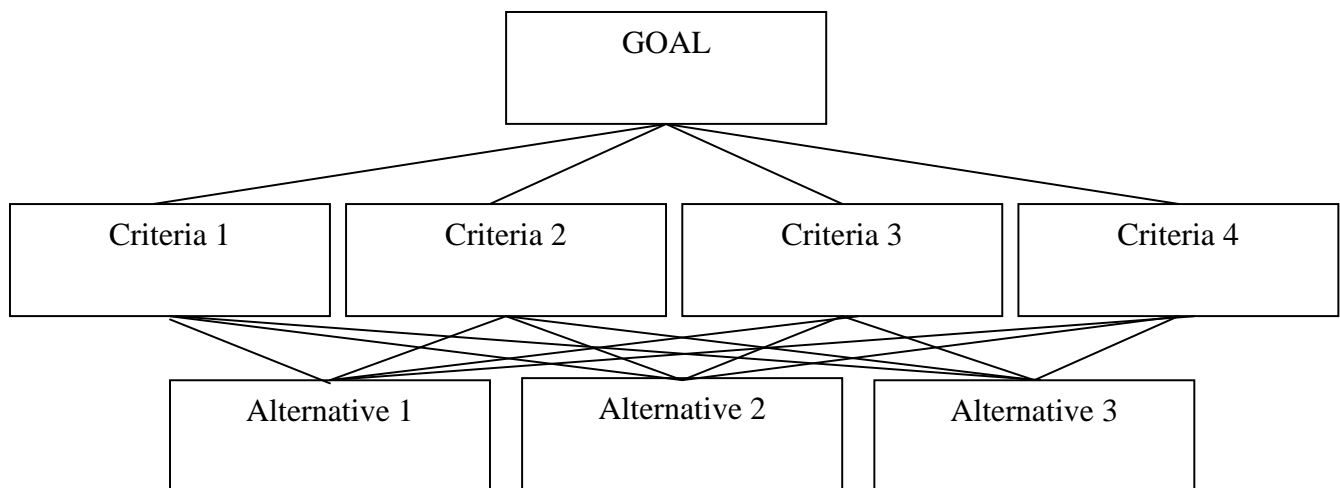 GOAL
Criteria 1
Criteria 2
Criteria 3
Criteria 4
Alternative 1
Alternative 2
Alternative 3